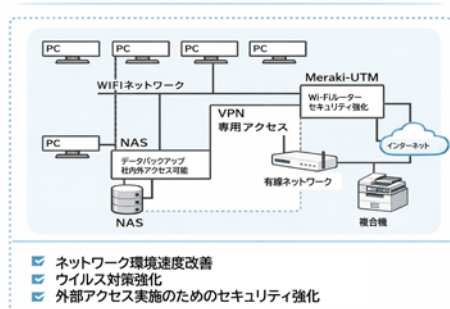 PC
PC
PC
PC
WIFIネットワーク
Meraki-UTM
Wi-Fiルーター
セキュリティ強化
VPN
専用アクセス
PC
NAS
データバックアップ
社内外アクセス可能
インターネット
有線ネットワーク
NAS
複合機
ネットワーク環境速度改善
ウイルス対策強化
外部アクセス実施のためのセキュリティ強化